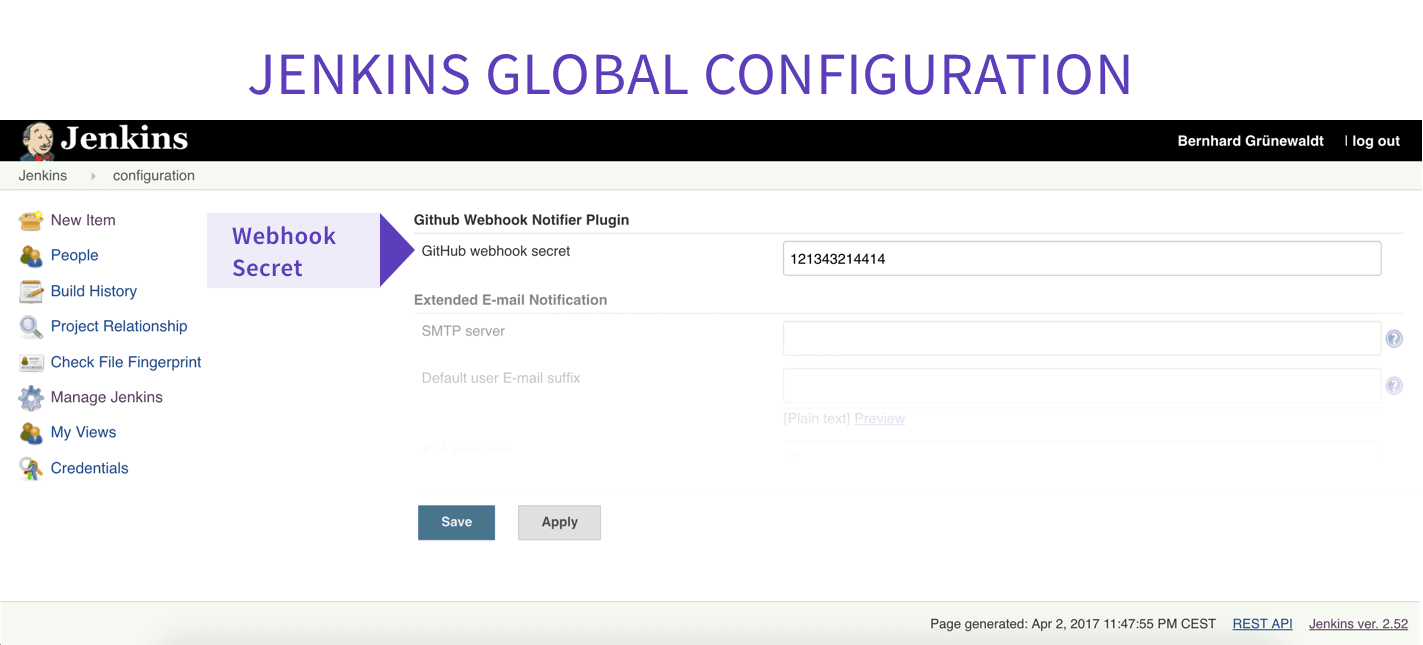 JENKINS GLOBAL CONFIGURATION
Jenkins
Bernhard Grünewaldt | log out
Jenkins configuration
New Item
People
Build History
Project Relationship
Check File Fingerprint
Manage Jenkins
My Views
Credentials
Webhook
Secret
Github Webhook Notifier Plugin
GitHub webhook secret
121343214414
Extended E-mail Notification
SMTP server
Default user E-mail suffix
[Plain text] Preview
Save
Apply
Page generated: Apr 2, 2017 11:47:55 PM CEST REST API Jenkins ver. 2.52